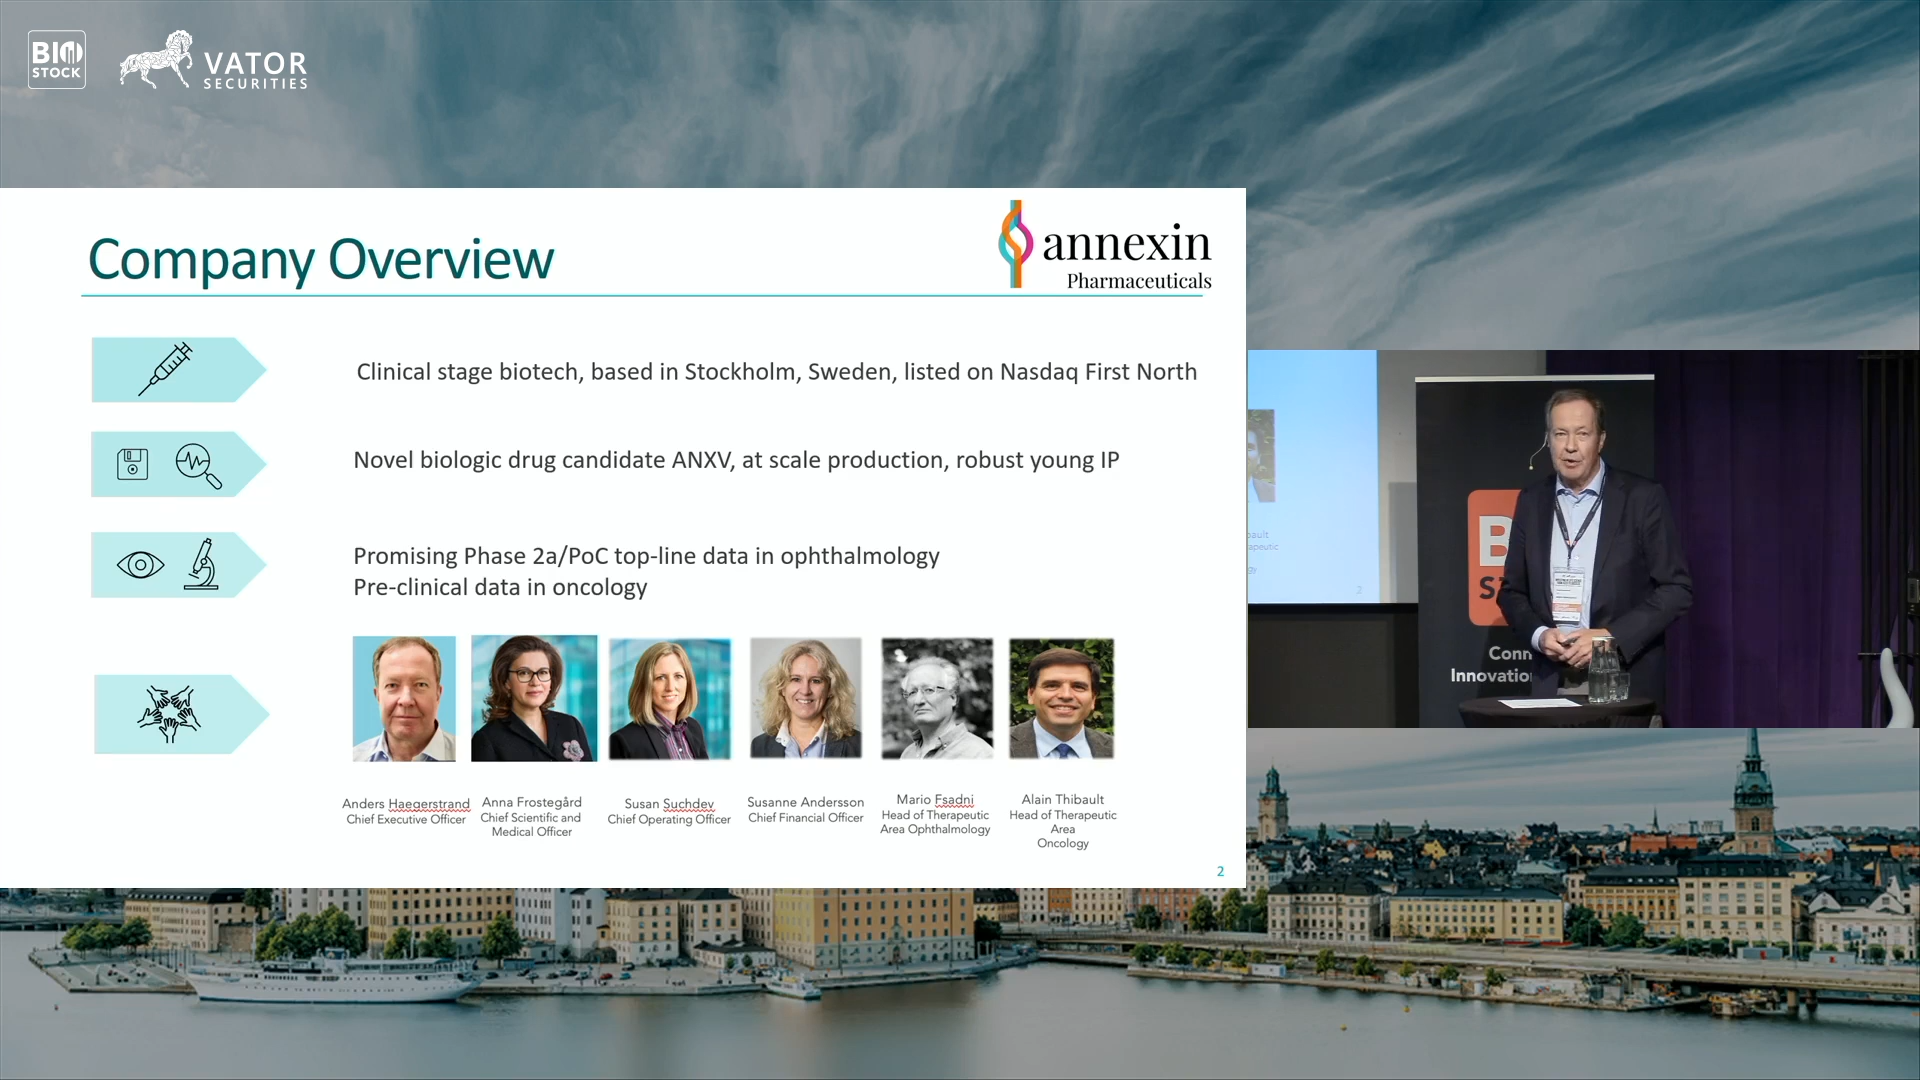 BIO
STOCK
VATOR
SECURITIES
Company Overview
annexin
Pharmaceuticals
Clinical stage biotech, based in Stockholm, Sweden, listed on Nasdaq First North
Novel biologic drug candidate ANXV, at scale production, robust young IP
Promising Phase 2a/PoC top-line data in ophthalmology
Pre-clinical data in oncology
Anders Haegerstrand
Chief Executive Officer
Anna Frostegård
Chief Scientific and
Medical Officer
Susan Suchdev
Chief Operating Officer
Susanne Andersson
Chief Financial Officer
Mario Fsadni
Head of Therapeutic
Area Ophthalmology
Alain Thibault
Head of Therapeutic
Area
Oncology
2
B
S
Conn
Innovatio
2